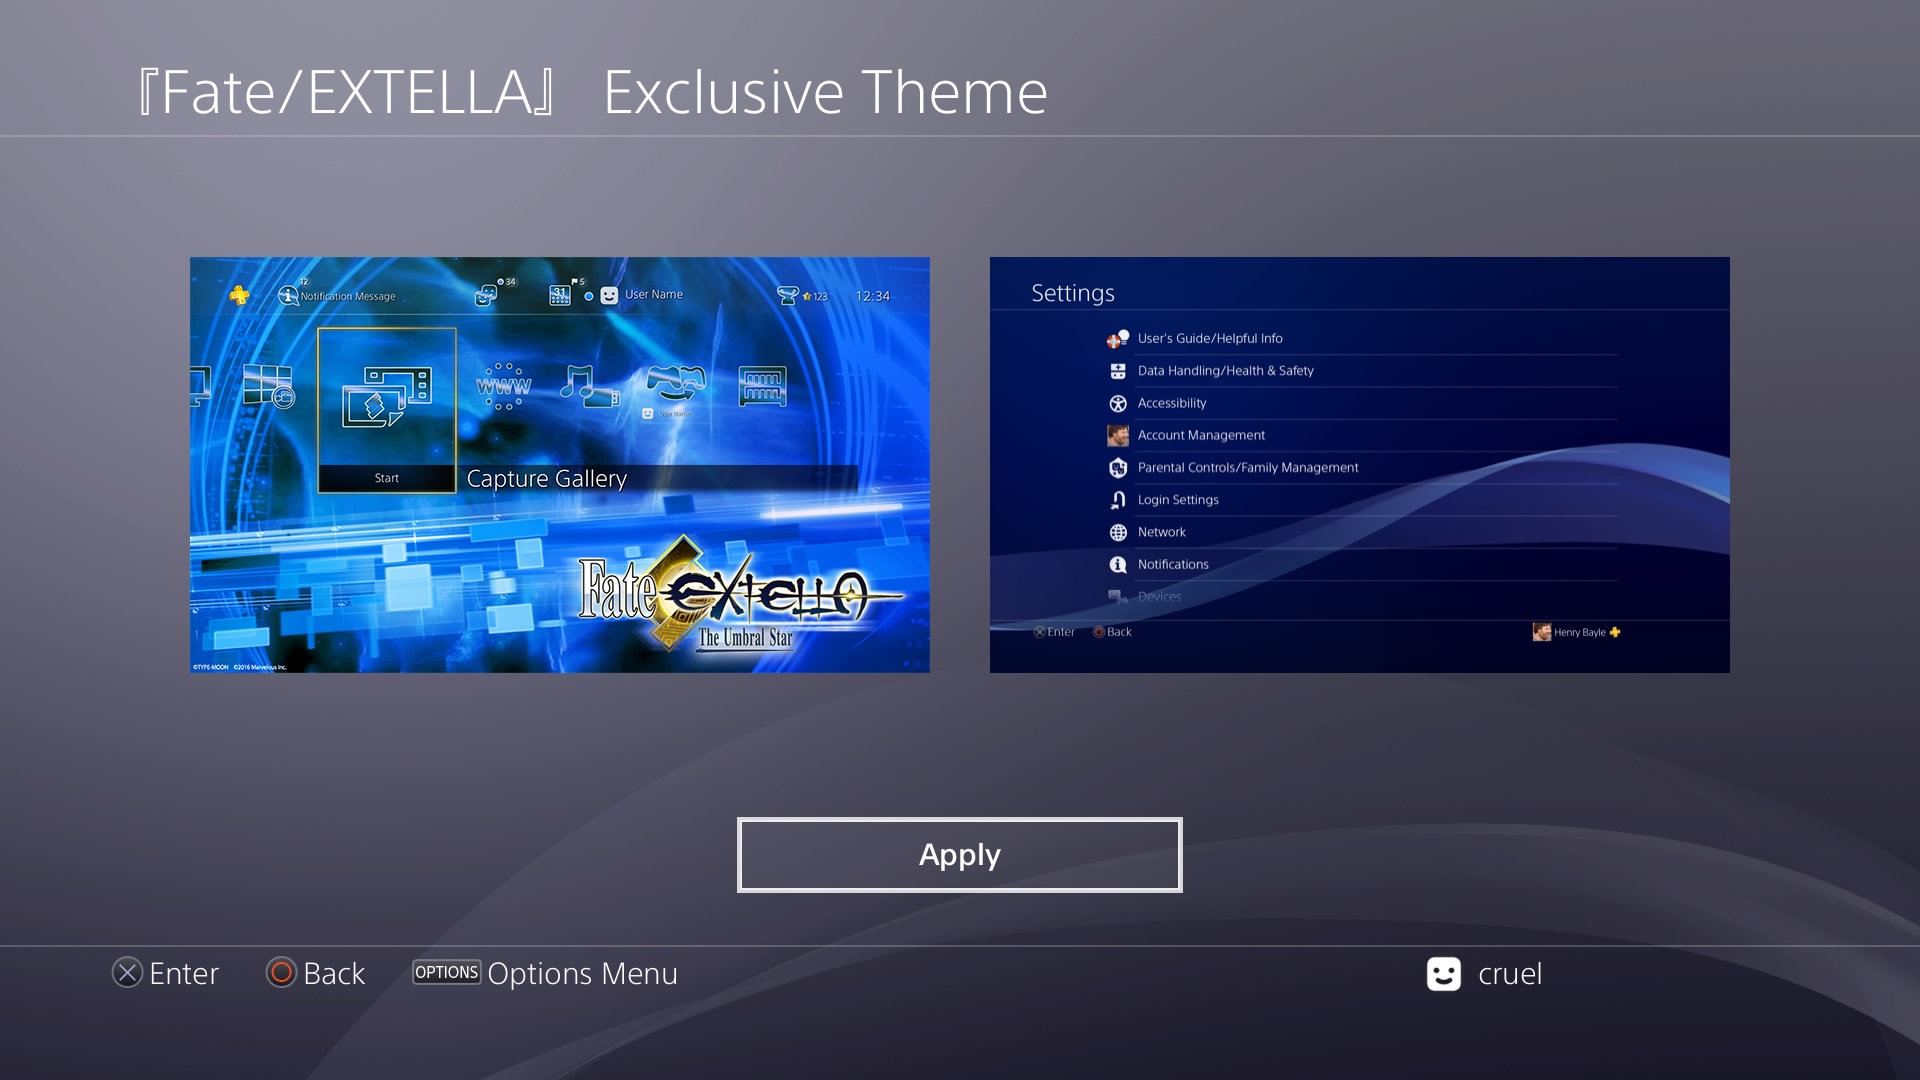 『Fate/EXTELLA』 Exclusive Theme
12
Notification Message
34
31
5
User Name
123
12:34
WWW
User Name
Start
Capture Gallery
Fate EXTELLA
The Umbral Star
©TYPE-MOON ©2016 Marvelous Inc.
Settings
User's Guide/Helpful Info
Data Handling/Health & Safety
Accessibility
Account Management
Parental Controls/Family Management
Login Settings
Network
Notifications
Devices
Enter
Back
Henry Bayle
Apply
Enter
Back
OPTIONS Options Menu
cruel